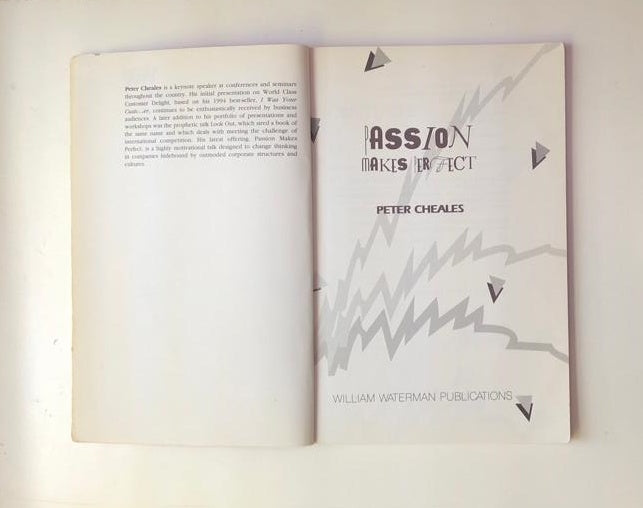 Peter Cheales is a keynote speaker at conferences and seminars
throughout the country. His initial presentation on World Class
Customer Delight, based on his 1994 best-seller, I Was Your
continues to be enthusiastically received by business
audiences. A later addition to his portfolio of presentations and
workshops was the prophetic talk Look Out, which sired a book of
the same name and which deals with meeting the challenge of
international competition. His latest offering, Passion Makes
Perfect, is a highly motivational talk designed to change thinking
in companies hidebound by outmoded corporate structures and
cultures.
PASSION
MAKES PERFECT
PETER CHEALES
WILLIAM WATERMAN PUBLICATIONS